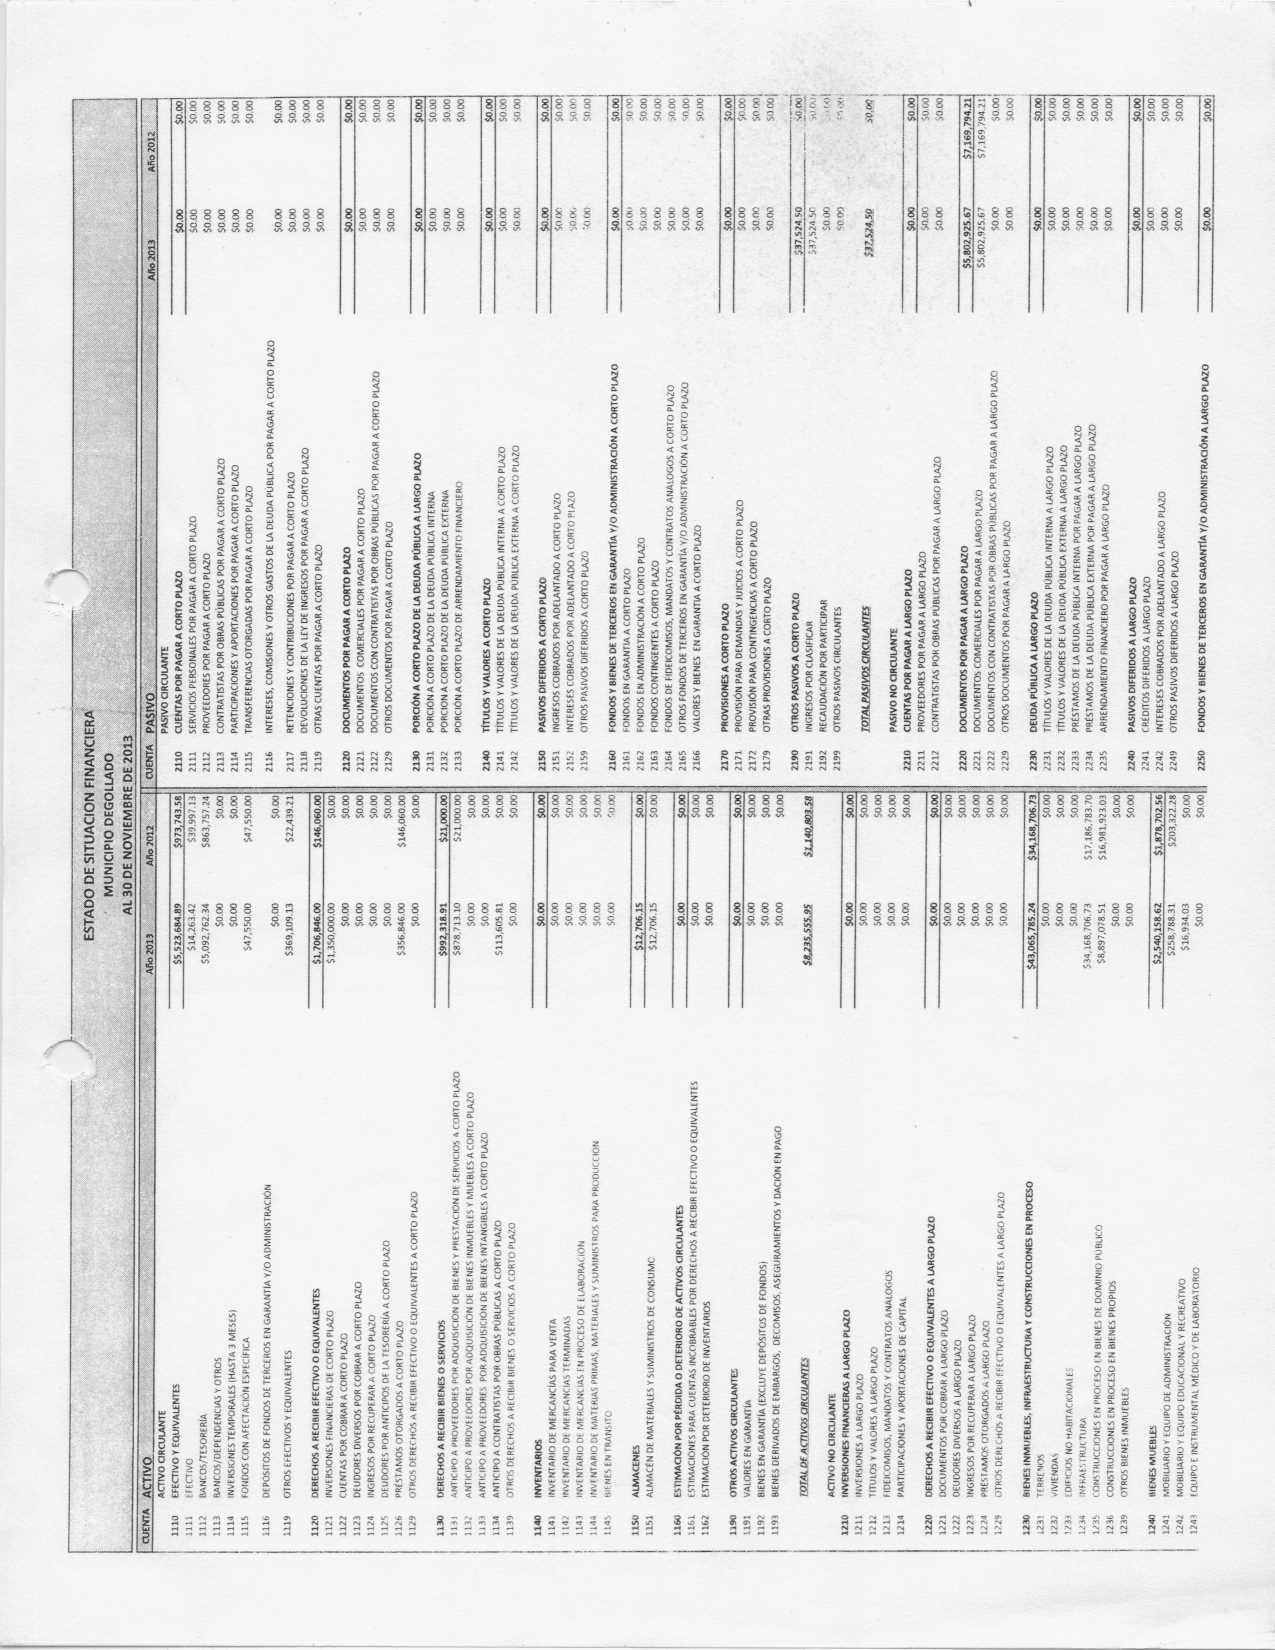 ESTADO DE SITUACION FINANCIERA
MUNICIPIO DEGOLLADO
AL 30 DE NOVIEMBRE DE 2013
CUENTA ACTIVO Año 2013 Año 2012
ACTIVO CIRCULANTE
1110 EFECTIVO Y EQUIVALENTES $5,523,684.89 $973,743.58
1111 EFECTIVO $14,263.42 $39,997.13
1112 BANCOS/TESORERÍA $5,092,762.34 $863,757.24
1113 BANCOS/DEPENDENCIAS Y OTROS $0.00 $0.00
1114 INVERSIONES TEMPORALES (HASTA 3 MESES) $0.00 $0.00
1115 FONDOS CON AFECTACIÓN ESPECÍFICA $47,550.00 $47,550.00
1116 DEPÓSITOS DE FONDOS DE TERCEROS EN GARANTÍA Y/O ADMINISTRACIÓN $0.00 $0.00
1119 OTROS EFECTIVOS Y EQUIVALENTES $369,109.13 $22,439.21
1120 DERECHOS A RECIBIR EFECTIVO O EQUIVALENTES $1,706,846.00 $146,060.00
1121 INVERSIONES FINANCIERAS DE CORTO PLAZO $1,350,000.00 $0.00
1122 CUENTAS POR COBRAR A CORTO PLAZO $0.00 $0.00
1123 DEUDORES DIVERSOS POR COBRAR A CORTO PLAZO $0.00 $0.00
1124 INGRESOS POR RECUPERAR A CORTO PLAZO $0.00 $0.00
1125 DEUDORES POR ANTICIPOS DE LA TESORERÍA A CORTO PLAZO $0.00 $0.00
1126 PRÉSTAMOS OTORGADOS A CORTO PLAZO $356,846.00 $146,060.00
1129 OTROS DERECHOS A RECIBIR EFECTIVO O EQUIVALENTES A CORTO PLAZO $0.00 $0.00
1130 DERECHOS A RECIBIR BIENES O SERVICIOS $992,318.91 $21,000.00
1131 ANTICIPO A PROVEEDORES POR ADQUISICIÓN DE BIENES Y PRESTACIÓN DE SERVICIOS A CORTO PLAZO $878,713.10 $21,000.00
1132 ANTICIPO A PROVEEDORES POR ADQUISICIÓN DE BIENES INMUEBLES Y MUEBLES A CORTO PLAZO $0.00 $0.00
1133 ANTICIPO A PROVEEDORES POR ADQUISICIÓN DE BIENES INTANGIBLES A CORTO PLAZO $0.00 $0.00
1134 ANTICIPO A CONTRATISTAS POR OBRAS PÚBLICAS A CORTO PLAZO $113,605.81 $0.00
1139 OTROS DERECHOS A RECIBIR BIENES O SERVICIOS A CORTO PLAZO $0.00 $0.00
1140 INVENTARIOS $0.00 $0.00
1141 INVENTARIO DE MERCANCÍAS PARA VENTA $0.00 $0.00
1142 INVENTARIO DE MERCANCÍAS TERMINADAS $0.00 $0.00
1143 INVENTARIO DE MERCANCÍAS EN PROCESO DE ELABORACIÓN $0.00 $0.00
1144 INVENTARIO DE MATERIAS PRIMAS, MATERIALES Y SUMINISTROS PARA PRODUCCIÓN $0.00 $0.00
1145 BIENES EN TRÁNSITO $0.00 $0.00
1150 ALMACENES $12,706.15 $0.00
1151 ALMACÉN DE MATERIALES Y SUMINISTROS DE CONSUMO $12,706.15 $0.00
1160 ESTIMACIÓN POR PÉRDIDA O DETERIORO DE ACTIVOS CIRCULANTES $0.00 $0.00
1161 ESTIMACIONES PARA CUENTAS INCOBRABLES POR DERECHOS A RECIBIR EFECTIVO O EQUIVALENTES $0.00 $0.00
1162 ESTIMACIÓN POR DETERIORO DE INVENTARIOS $0.00 $0.00
1190 OTROS ACTIVOS CIRCULANTES $0.00 $0.00
1191 VALORES EN GARANTÍA $0.00 $0.00
1192 BIENES EN GARANTÍA (EXCLUYE DEPÓSITOS DE FONDOS) $0.00 $0.00
1193 BIENES DERIVADOS DE EMBARGOS, DECOMISOS, ASEGURAMIENTOS Y DACIÓN EN PAGO $0.00 $0.00
TOTAL DE ACTIVOS CIRCULANTES $8,235,555.95 $1,140,803.58
ACTIVO NO CIRCULANTE
1210 INVERSIONES FINANCIERAS A LARGO PLAZO $0.00 $0.00
1211 INVERSIONES A LARGO PLAZO $0.00 $0.00
1212 TÍTULOS Y VALORES A LARGO PLAZO $0.00 $0.00
1213 FIDEICOMISOS, MANDATOS Y CONTRATOS ANÁLOGOS $0.00 $0.00
1214 PARTICIPACIONES Y APORTACIONES DE CAPITAL $0.00 $0.00
1220 DERECHOS A RECIBIR EFECTIVO O EQUIVALENTES A LARGO PLAZO $0.00 $0.00
1221 DOCUMENTOS POR COBRAR A LARGO PLAZO $0.00 $0.00
1222 DEUDORES DIVERSOS A LARGO PLAZO $0.00 $0.00
1223 INGRESOS POR RECUPERAR A LARGO PLAZO $0.00 $0.00
1224 PRÉSTAMOS OTORGADOS A LARGO PLAZO $0.00 $0.00
1229 OTROS DERECHOS A RECIBIR EFECTIVO O EQUIVALENTES A LARGO PLAZO $0.00 $0.00
1230 BIENES INMUEBLES, INFRAESTRUCTURA Y CONSTRUCCIONES EN PROCESO $43,065,785.24 $34,168,706.73
1231 TERRENOS $0.00 $0.00
1232 VIVIENDAS $0.00 $0.00
1233 EDIFICIOS NO HABITACIONALES $0.00 $0.00
1234 INFRAESTRUCTURA $34,168,706.73 $17,186,783.70
1235 CONSTRUCCIONES EN PROCESO EN BIENES DE DOMINIO PÚBLICO $8,897,078.51 $16,981,923.03
1236 CONSTRUCCIONES EN PROCESO EN BIENES PROPIOS $0.00 $0.00
1239 OTROS BIENES INMUEBLES $0.00 $0.00
1240 BIENES MUEBLES $2,540,158.62 $1,878,702.56
1241 MOBILIARIO Y EQUIPO DE ADMINISTRACIÓN $258,788.31 $203,322.28
1242 MOBILIARIO Y EQUIPO EDUCACIONAL Y RECREATIVO $16,934.03 $0.00
1243 EQUIPO E INSTRUMENTAL MÉDICO Y DE LABORATORIO $0.00 $0.00
CUENTA PASIVO Año 2013 Año 2012
PASIVO CIRCULANTE
2110 CUENTAS POR PAGAR A CORTO PLAZO $0.00 $0.00
2111 SERVICIOS PERSONALES POR PAGAR A CORTO PLAZO $0.00 $0.00
2112 PROVEEDORES POR PAGAR A CORTO PLAZO $0.00 $0.00
2113 CONTRATISTAS POR OBRAS PÚBLICAS POR PAGAR A CORTO PLAZO $0.00 $0.00
2114 PARTICIPACIONES Y APORTACIONES POR PAGAR A CORTO PLAZO $0.00 $0.00
2115 TRANSFERENCIAS OTORGADAS POR PAGAR A CORTO PLAZO $0.00 $0.00
2116 INTERESES, COMISIONES Y OTROS GASTOS DE LA DEUDA PÚBLICA POR PAGAR A CORTO PLAZO $0.00 $0.00
2117 RETENCIONES Y CONTRIBUCIONES POR PAGAR A CORTO PLAZO $0.00 $0.00
2118 DEVOLUCIONES DE LA LEY DE INGRESOS POR PAGAR A CORTO PLAZO $0.00 $0.00
2119 OTRAS CUENTAS POR PAGAR A CORTO PLAZO $0.00 $0.00
2120 DOCUMENTOS POR PAGAR A CORTO PLAZO $0.00 $0.00
2121 DOCUMENTOS COMERCIALES POR PAGAR A CORTO PLAZO $0.00 $0.00
2122 DOCUMENTOS CON CONTRATISTAS POR OBRAS PÚBLICAS POR PAGAR A CORTO PLAZO $0.00 $0.00
2129 OTROS DOCUMENTOS POR PAGAR A CORTO PLAZO $0.00 $0.00
2130 PORCIÓN A CORTO PLAZO DE LA DEUDA PÚBLICA A LARGO PLAZO $0.00 $0.00
2131 PORCIÓN A CORTO PLAZO DE LA DEUDA PÚBLICA INTERNA $0.00 $0.00
2132 PORCIÓN A CORTO PLAZO DE LA DEUDA PÚBLICA EXTERNA $0.00 $0.00
2133 PORCIÓN A CORTO PLAZO DE ARRENDAMIENTO FINANCIERO $0.00 $0.00
2140 TÍTULOS Y VALORES A CORTO PLAZO $0.00 $0.00
2141 TÍTULOS Y VALORES DE LA DEUDA PÚBLICA INTERNA A CORTO PLAZO $0.00 $0.00
2142 TÍTULOS Y VALORES DE LA DEUDA PÚBLICA EXTERNA A CORTO PLAZO $0.00 $0.00
2150 PASIVOS DIFERIDOS A CORTO PLAZO $0.00 $0.00
2151 INGRESOS COBRADOS POR ADELANTADO A CORTO PLAZO $0.00 $0.00
2152 INTERESES COBRADOS POR ADELANTADO A CORTO PLAZO $0.00 $0.00
2159 OTROS PASIVOS DIFERIDOS A CORTO PLAZO $0.00 $0.00
2160 FONDOS Y BIENES DE TERCEROS EN GARANTÍA Y/O ADMINISTRACIÓN A CORTO PLAZO $0.00 $0.00
2161 FONDOS EN GARANTÍA A CORTO PLAZO $0.00 $0.00
2162 FONDOS EN ADMINISTRACIÓN A CORTO PLAZO $0.00 $0.00
2163 FONDOS CONTINGENTES A CORTO PLAZO $0.00 $0.00
2164 FONDOS DE FIDEICOMISOS, MANDATOS Y CONTRATOS ANÁLOGOS A CORTO PLAZO $0.00 $0.00
2165 OTROS FONDOS DE TERCEROS EN GARANTÍA Y/O ADMINISTRACIÓN A CORTO PLAZO $0.00 $0.00
2166 VALORES Y BIENES EN GARANTÍA A CORTO PLAZO $0.00 $0.00
2170 PROVISIONES A CORTO PLAZO $0.00 $0.00
2171 PROVISIÓN PARA DEMANDAS Y JUICIOS A CORTO PLAZO $0.00 $0.00
2172 PROVISIÓN PARA CONTINGENCIAS A CORTO PLAZO $0.00 $0.00
2179 OTRAS PROVISIONES A CORTO PLAZO $0.00 $0.00
2190 OTROS PASIVOS A CORTO PLAZO $37,524.50 $0.00
2191 INGRESOS POR CLASIFICAR $37,524.50
2192 RECAUDACIÓN POR PARTICIPAR $0.00
2199 OTROS PASIVOS CIRCULANTES $0.00
TOTAL PASIVOS CIRCULANTES $37,524.50 $0.00
PASIVO NO CIRCULANTE
2210 CUENTAS POR PAGAR A LARGO PLAZO $0.00 $0.00
2211 PROVEEDORES POR PAGAR A LARGO PLAZO $0.00 $0.00
2212 CONTRATISTAS POR OBRAS PÚBLICAS POR PAGAR A LARGO PLAZO $0.00 $0.00
2220 DOCUMENTOS POR PAGAR A LARGO PLAZO $5,802,925.67 $7,169,794.21
2221 DOCUMENTOS COMERCIALES POR PAGAR A LARGO PLAZO $5,802,925.67 $7,169,794.21
2222 DOCUMENTOS CON CONTRATISTAS POR OBRAS PÚBLICAS POR PAGAR A LARGO PLAZO $0.00 $0.00
2229 OTROS DOCUMENTOS POR PAGAR A LARGO PLAZO $0.00 $0.00
2230 DEUDA PÚBLICA A LARGO PLAZO $0.00 $0.00
2231 TÍTULOS Y VALORES DE LA DEUDA PÚBLICA INTERNA A LARGO PLAZO $0.00 $0.00
2232 TÍTULOS Y VALORES DE LA DEUDA PÚBLICA EXTERNA A LARGO PLAZO $0.00 $0.00
2233 PRÉSTAMOS DE LA DEUDA PÚBLICA INTERNA POR PAGAR A LARGO PLAZO $0.00 $0.00
2234 PRÉSTAMOS DE LA DEUDA PÚBLICA EXTERNA POR PAGAR A LARGO PLAZO $0.00 $0.00
2235 ARRENDAMIENTO FINANCIERO POR PAGAR A LARGO PLAZO $0.00 $0.00
2240 PASIVOS DIFERIDOS A LARGO PLAZO $0.00 $0.00
2241 CRÉDITOS DIFERIDOS A LARGO PLAZO $0.00 $0.00
2242 INTERESES COBRADOS POR ADELANTADO A LARGO PLAZO $0.00 $0.00
2249 OTROS PASIVOS DIFERIDOS A LARGO PLAZO $0.00 $0.00
2250 FONDOS Y BIENES DE TERCEROS EN GARANTÍA Y/O ADMINISTRACIÓN A LARGO PLAZO $0.00 $0.00